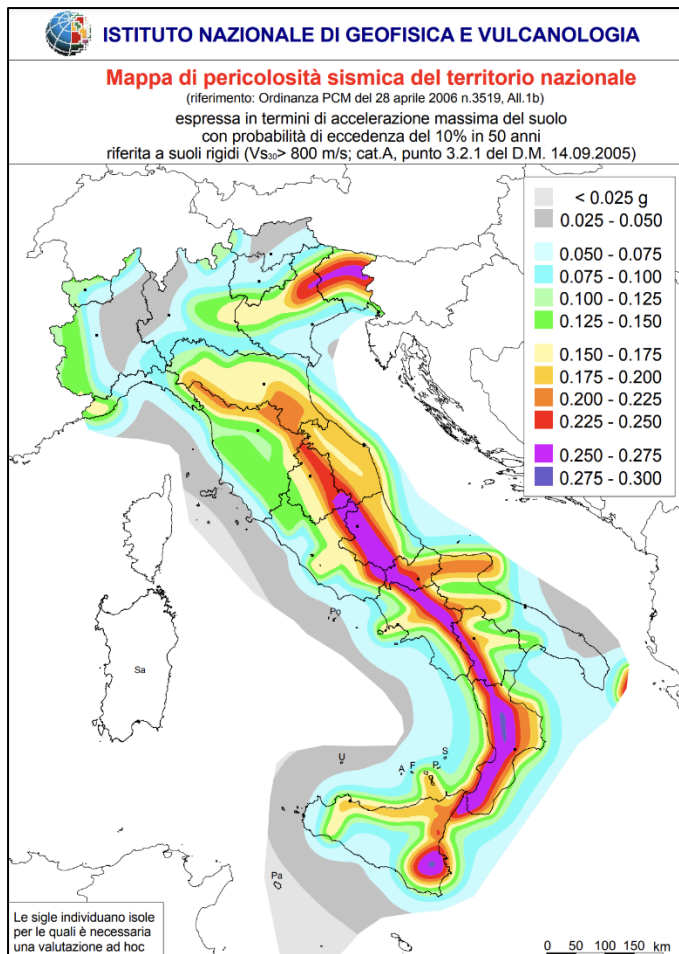 ISTITUTO NAZIONALE DI GEOFISICA E VULCANOLOGIA
Mappa di pericolosità sismica del territorio nazionale
(riferimento: Ordinanza PCM del 28 aprile 2006 n.3519, All.1b)
espressa in termini di accelerazione massima del suolo
con probabilità di eccedenza del 10% in 50 anni
riferita a suoli rigidi (Vs₃₀> 800 m/s; cat.A, punto 3.2.1 del D.M. 14.09.2005)
< 0.025 g
0.025 - 0.050
0.050 - 0.075
0.075 - 0.100
0.100 - 0.125
0.125 - 0.150
0.150 - 0.175
0.175 - 0.200
0.200 - 0.225
0.225 - 0.250
0.250 - 0.275
0.275 - 0.300
Po
Sa
U
A
F
P
S
Pa
Le sigle individuano isole
per le quali è necessaria
una valutazione ad hoc
0 50 100 150 km